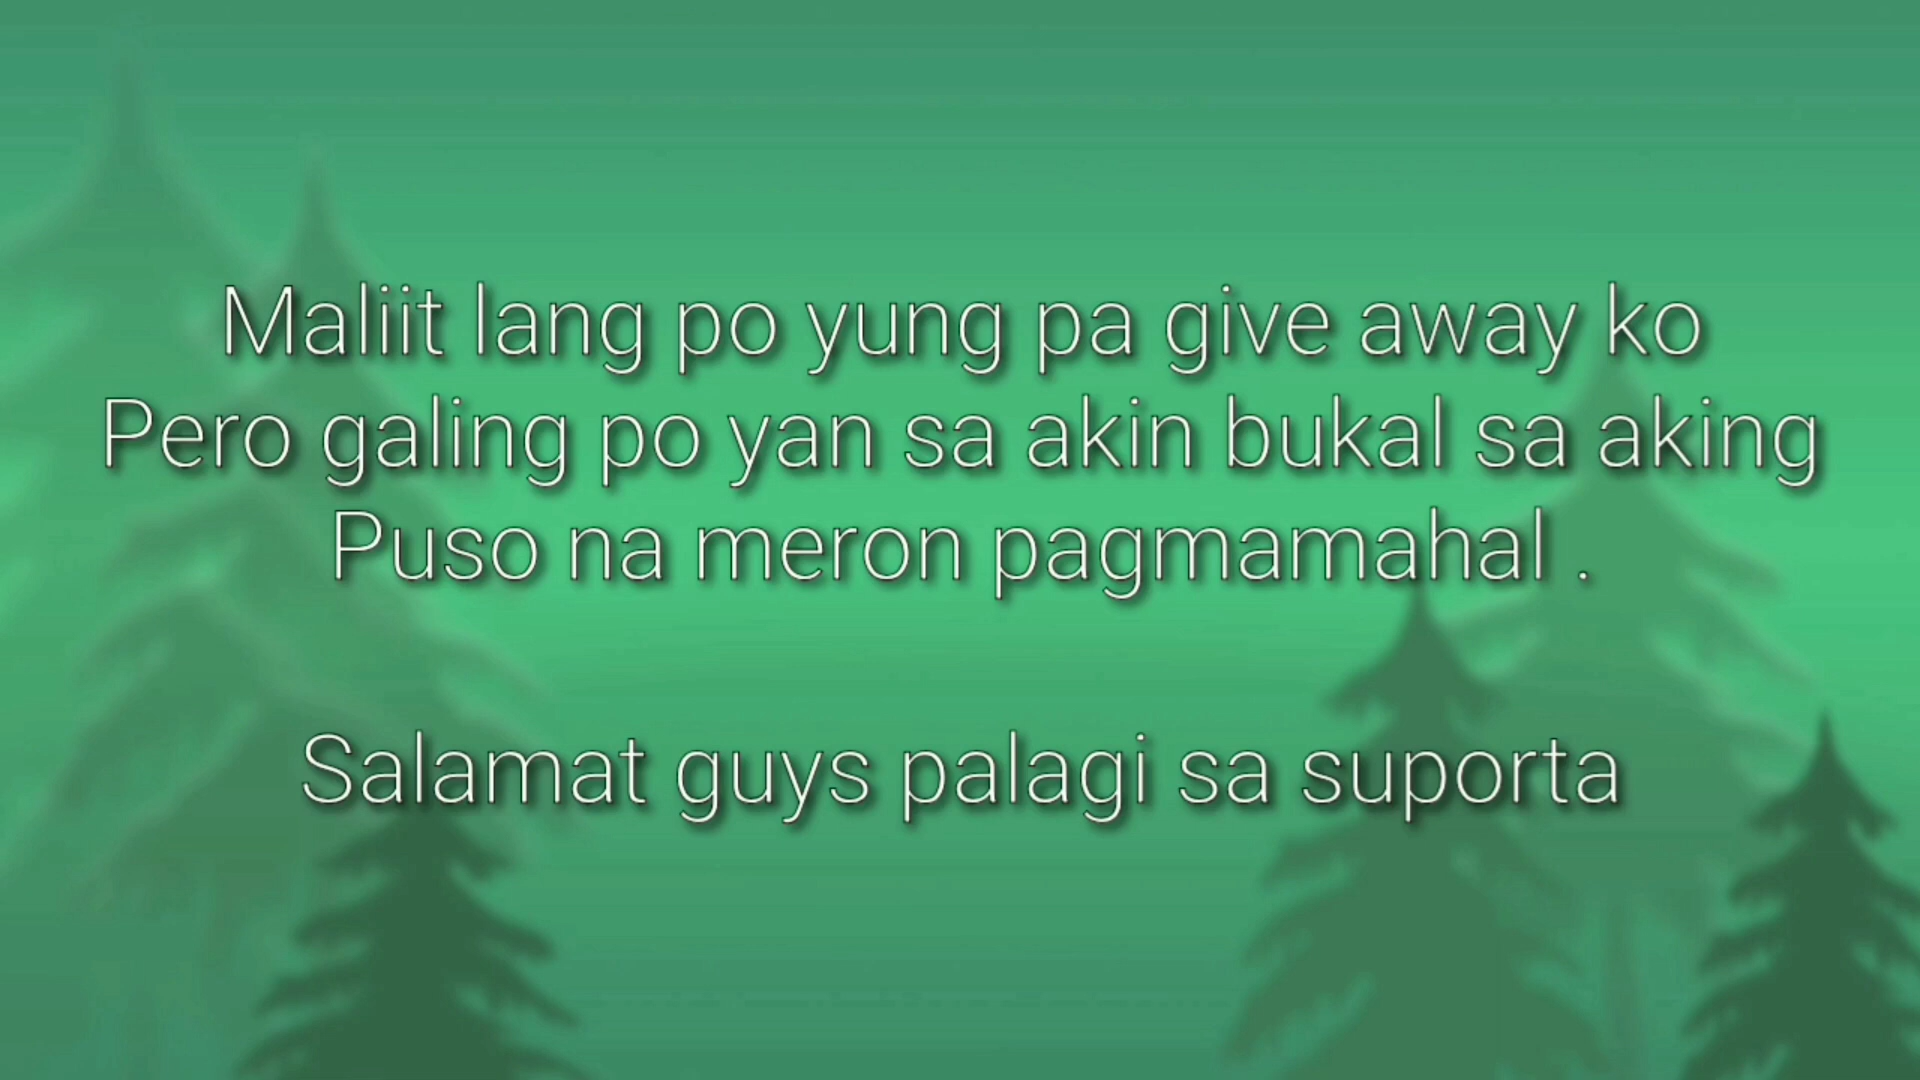 Maliit lang po yung pa give away ko
Pero galing po yan sa akin bukal sa aking
Puso na meron pagmamahal .
Salamat guys palagi sa suporta